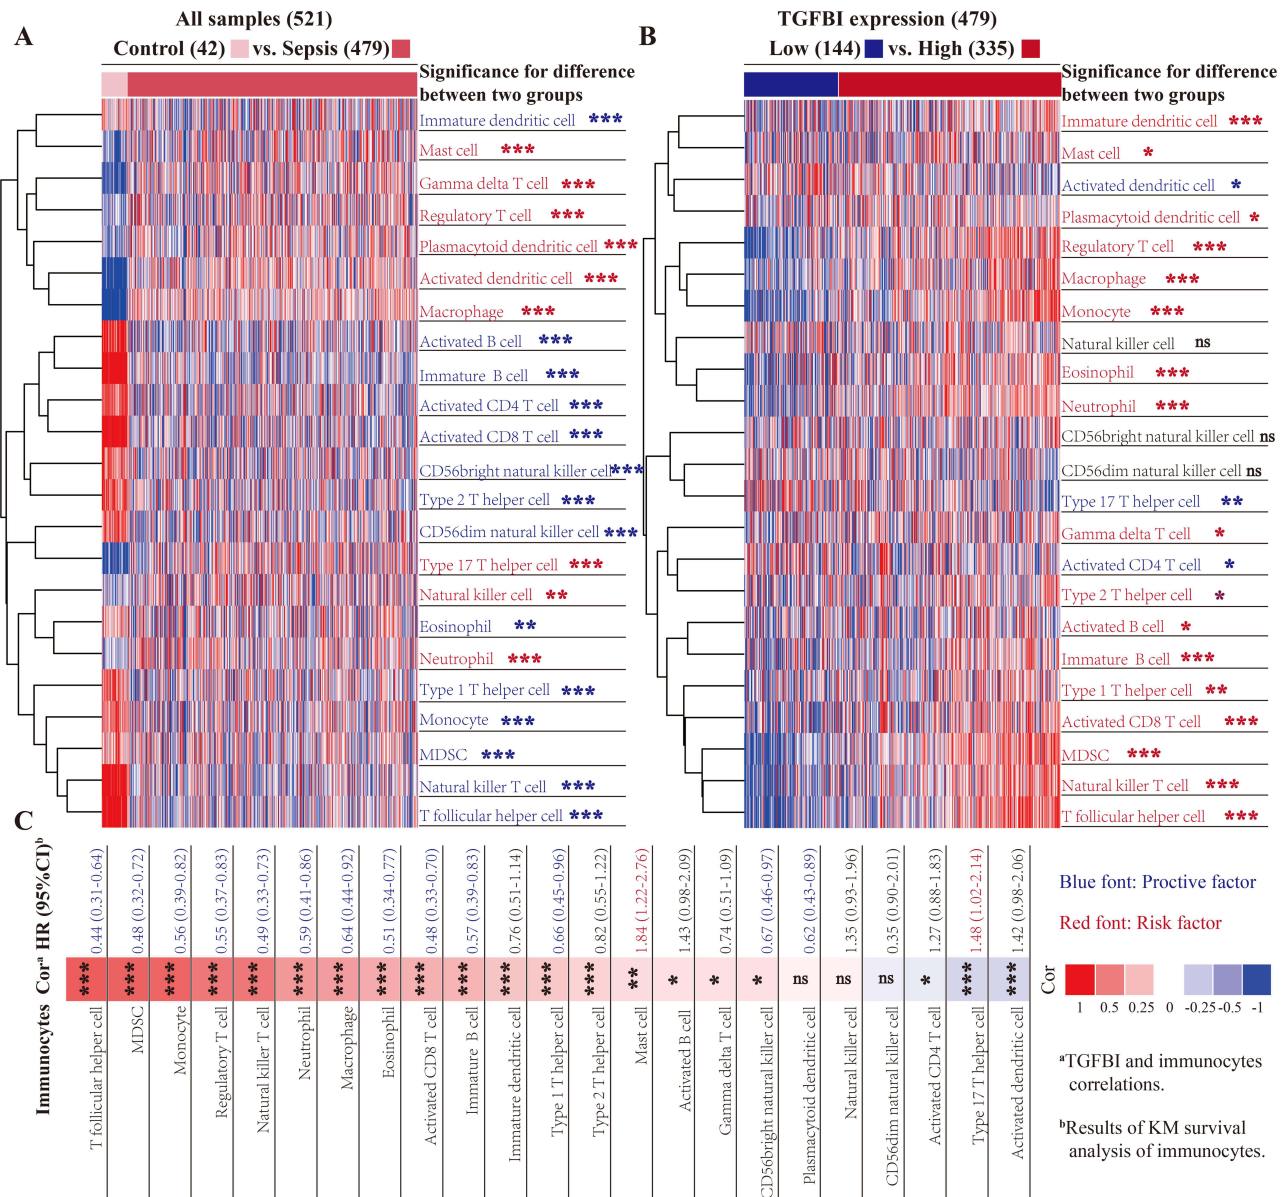 A
All samples (521)
Control (42) vs. Sepsis (479)
Significance for difference
between two groups
Immature dendritic cell ***
Mast cell ***
Gamma delta T cell ***
Regulatory T cell ***
Plasmacytoid dendritic cell ***
Activated dendritic cell ***
Macrophage ***
Activated B cell ***
Immature B cell ***
Activated CD4 T cell ***
Activated CD8 T cell ***
CD56bright natural killer cell ***
Type 2 T helper cell ***
CD56dim natural killer cell ***
Type 17 T helper cell ***
Natural killer cell **
Eosinophil **
Neutrophil ***
Type 1 T helper cell ***
Monocyte ***
MDSC ***
Natural killer T cell ***
T follicular helper cell ***
B
TGFBI expression (479)
Low (144) vs. High (335)
Significance for difference
between two groups
Immature dendritic cell ***
Mast cell *
Activated dendritic cell *
Plasmacytoid dendritic cell *
Regulatory T cell ***
Macrophage ***
Monocyte ***
Natural killer cell ns
Eosinophil ***
Neutrophil ***
CD56bright natural killer cell ns
CD56dim natural killer cell ns
Type 17 T helper cell **
Gamma delta T cell *
Activated CD4 T cell *
Type 2 T helper cell *
Activated B cell *
Immature B cell ***
Type 1 T helper cell **
Activated CD8 T cell ***
MDSC ***
Natural killer T cell ***
T follicular helper cell ***
C
Immunocytes Corᵃ HR (95%CI)ᵇ
T follicular helper cell *** 0.44 (0.31-0.64)
MDSC *** 0.48 (0.32-0.72)
Monocyte *** 0.56 (0.39-0.82)
Regulatory T cell *** 0.55 (0.37-0.83)
Natural killer T cell *** 0.49 (0.33-0.73)
Neutrophil *** 0.59 (0.41-0.86)
Macrophage *** 0.64 (0.44-0.92)
Eosinophil *** 0.51 (0.34-0.77)
Activated CD8 T cell *** 0.48 (0.33-0.70)
Immature B cell *** 0.57 (0.39-0.83)
Immature dendritic cell *** 0.76 (0.51-1.14)
Type 1 T helper cell *** 0.66 (0.45-0.96)
Type 2 T helper cell *** 0.82 (0.55-1.22)
Mast cell ** 1.84 (1.22-2.76)
Activated B cell * 1.43 (0.98-2.09)
Gamma delta T cell * 0.74 (0.51-1.09)
CD56bright natural killer cell * 0.67 (0.46-0.97)
Plasmacytoid dendritic cell ns 0.62 (0.43-0.89)
Natural killer cell ns 1.35 (0.93-1.96)
CD56dim natural killer cell ns 0.35 (0.90-2.01)
Activated CD4 T cell * 1.27 (0.88-1.83)
Type 17 T helper cell *** 1.48 (1.02-2.14)
Activated dendritic cell *** 1.42 (0.98-2.06)
Blue font: Proctive factor
Red font: Risk factor
Cor
1 0.5 0.25 0 -0.25 -0.5 -1
ᵃTGFBI and immunocytes
correlations.
ᵇResults of KM survival
analysis of immunocytes.